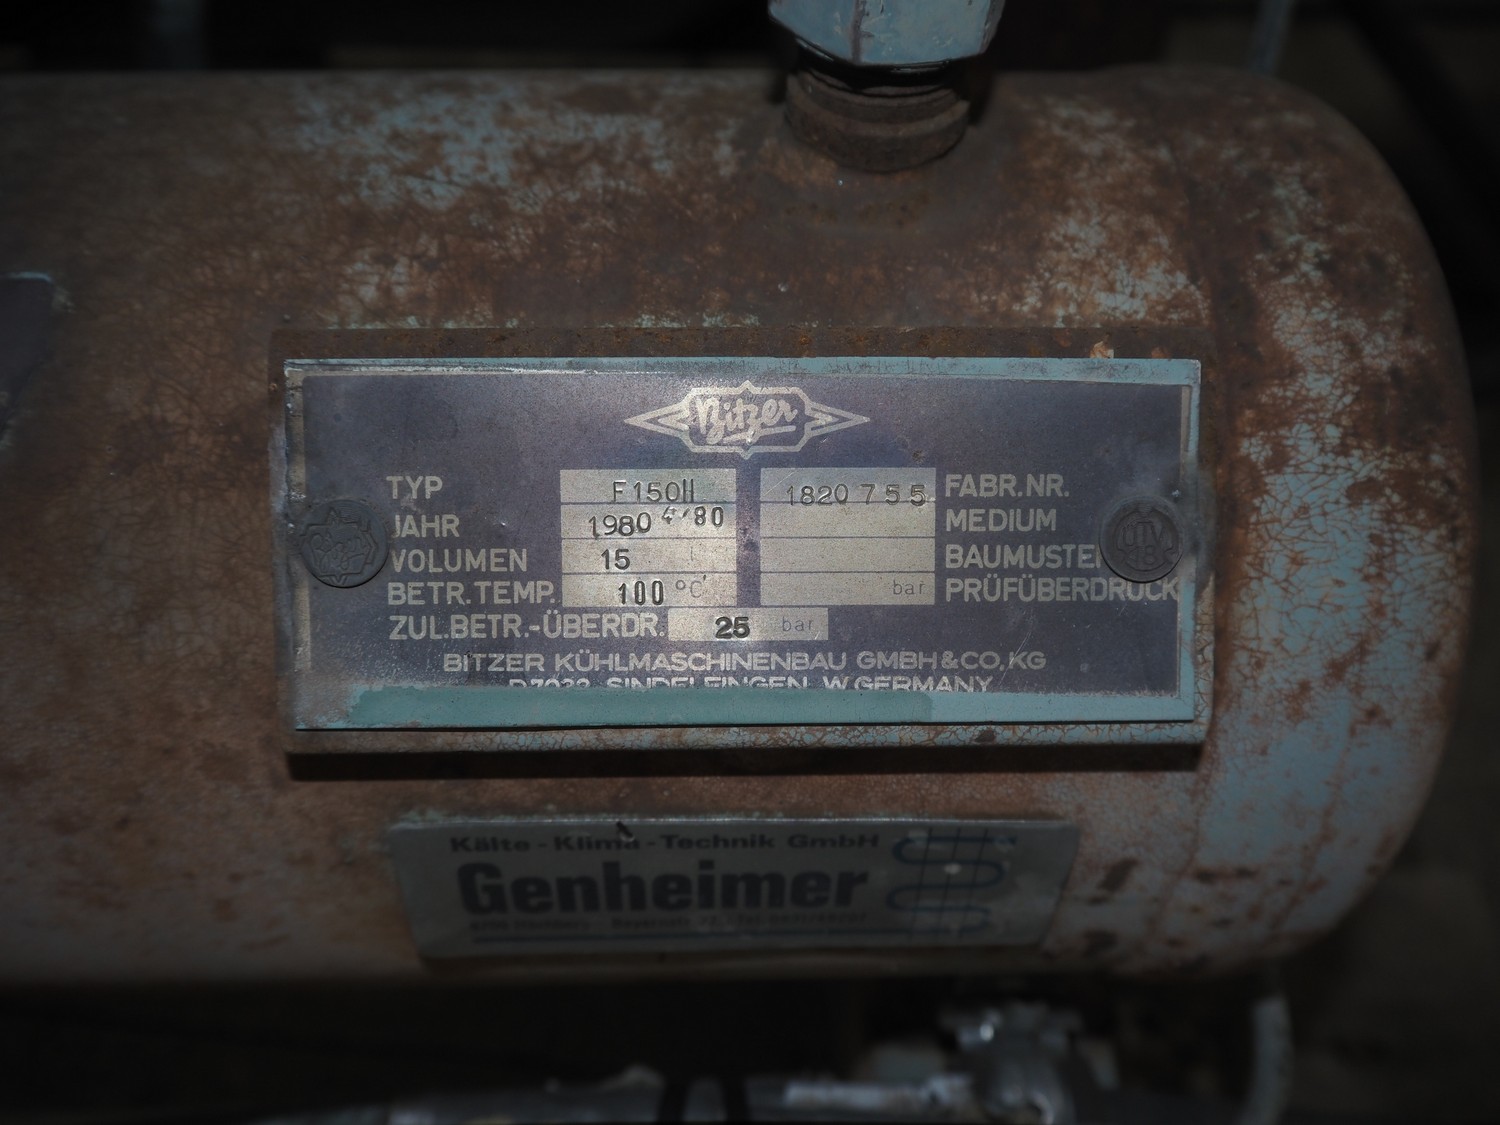 Bitzer
TYP F150II 1820 755 FABR.NR.
JAHR 1980 4/80 MEDIUM
VOLUMEN 15 BAUMUSTE
BETR.TEMP. 100 °C bar PRÜFÜBERDRUCK
ZUL.BETR.-ÜBERDR. 25 bar
BITZER KÜHLMASCHINENBAU GMBH & CO. KG
SINDELFINGEN W.GERMANY
Kälte-Klima-Technik GmbH
Genheimer